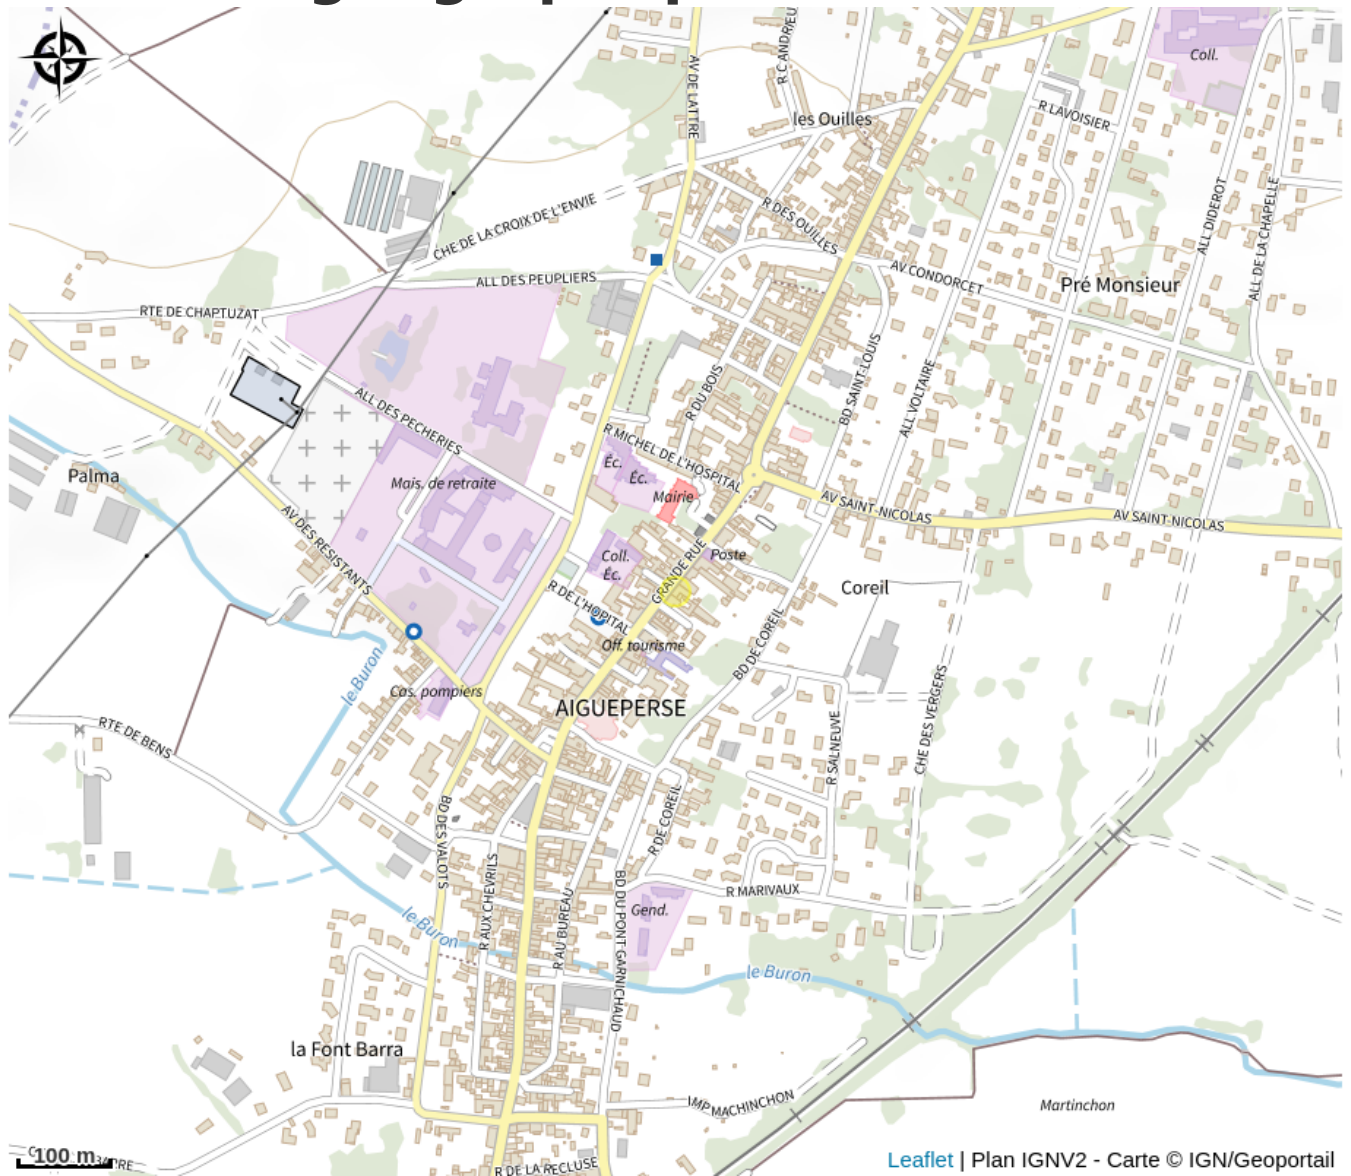 Coll.
AV DE LATTRE
R C ANDRIEU
les Ouilles
R LAVOISIER
R DES OUILLES
ALL DIDEROT
ALL DE LA CHAPELLE
CHE DE LA CROIX DE L'ENVIE
ALL DES PEUPLIERS
AV CONDORCET
Pré Monsieur
RTE DE CHAPTUZAT
BD SAINT-LOUIS
ALL VOLTAIRE
R DU BOIS
ALL DES PECHERIES
R MICHEL DE L'HOSPITAL
Éc.
Éc.
Mairie
Palma
Mais. de retraite
AV SAINT-NICOLAS
AV SAINT-NICOLAS
AV DES RESISTANTS
Coll.
Éc.
GRANDE RUE
Poste
Coreil
R DE L'HOPITAL
Off. tourisme
BD DE COREIL
le Buron
Cas. pompiers
AIGUEPERSE
RTE DE BENS
R SALNEUVE
CHE DES VERGERS
BD DES VALOTS
R DE COREIL
R AUX CHEVRILS
R AU BUREAU
BD DU PONT GARNICHAUD
R MARIVAUX
Gend.
le Buron
le Buron
la Font Barra
IMP MACHINCHON
Martinchon
100 m
R DE LA RECLUSE
Leaflet | Plan IGNV2 - Carte © IGN/Geoportail